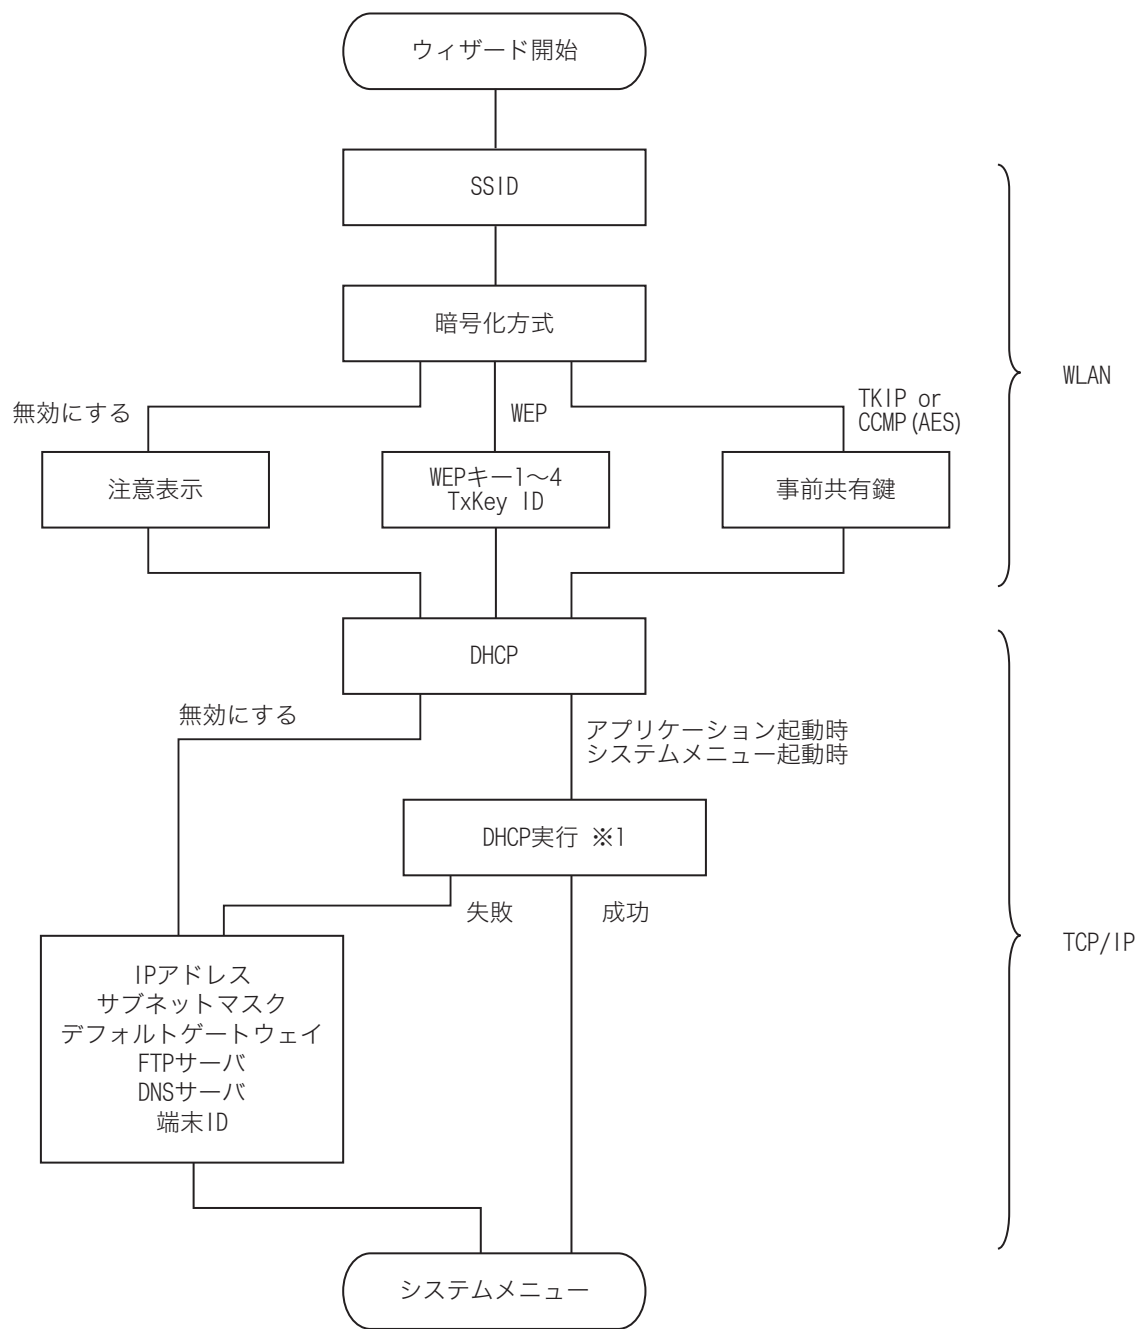 ウィザード開始
SSID
暗号化方式
無効にする
WEP
TKIP or
CCMP(AES)
WLAN
注意表示
WEPキー1～4
TxKey ID
事前共有鍵
DHCP
無効にする
アプリケーション起動時
システムメニュー起動時
DHCP実行 ※1
失敗
成功
TCP/IP
IPアドレス
サブネットマスク
デフォルトゲートウェイ
FTPサーバ
DNSサーバ
端末ID
システムメニュー